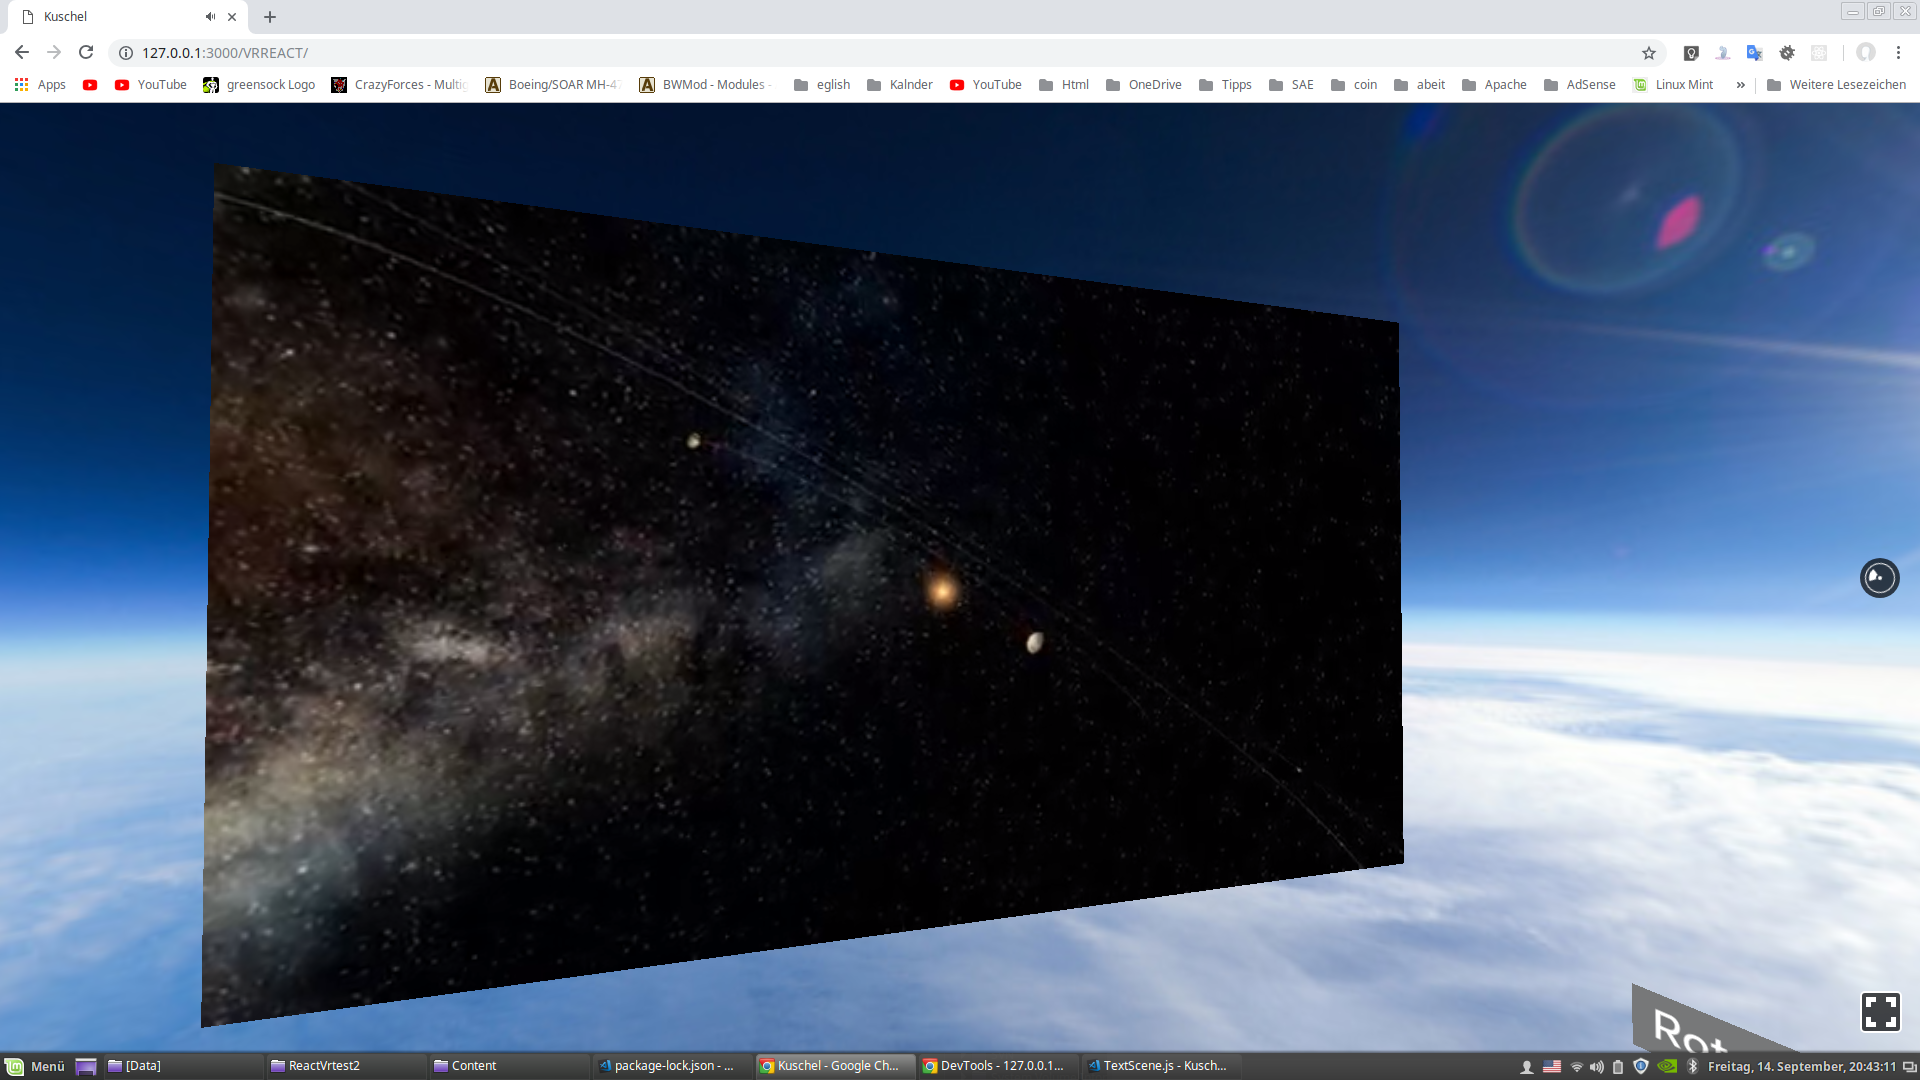 Kuschel
127.0.0.1:3000/VRREACT/
Apps YouTube greensock Logo CrazyForces - Multig Boeing/SOAR MH-47 BWMod - Modules - eglish Kalnder YouTube Html OneDrive Tipps SAE coin abeit Apache AdSense Linux Mint » Weitere Lesezeichen
Rot
Menü [Data] ReactVrtest2 Content package-lock.json - ... Kuschel - Google Ch... DevTools - 127.0.0.1... TextScene.js - Kusch... Freitag, 14. September, 20:43:11